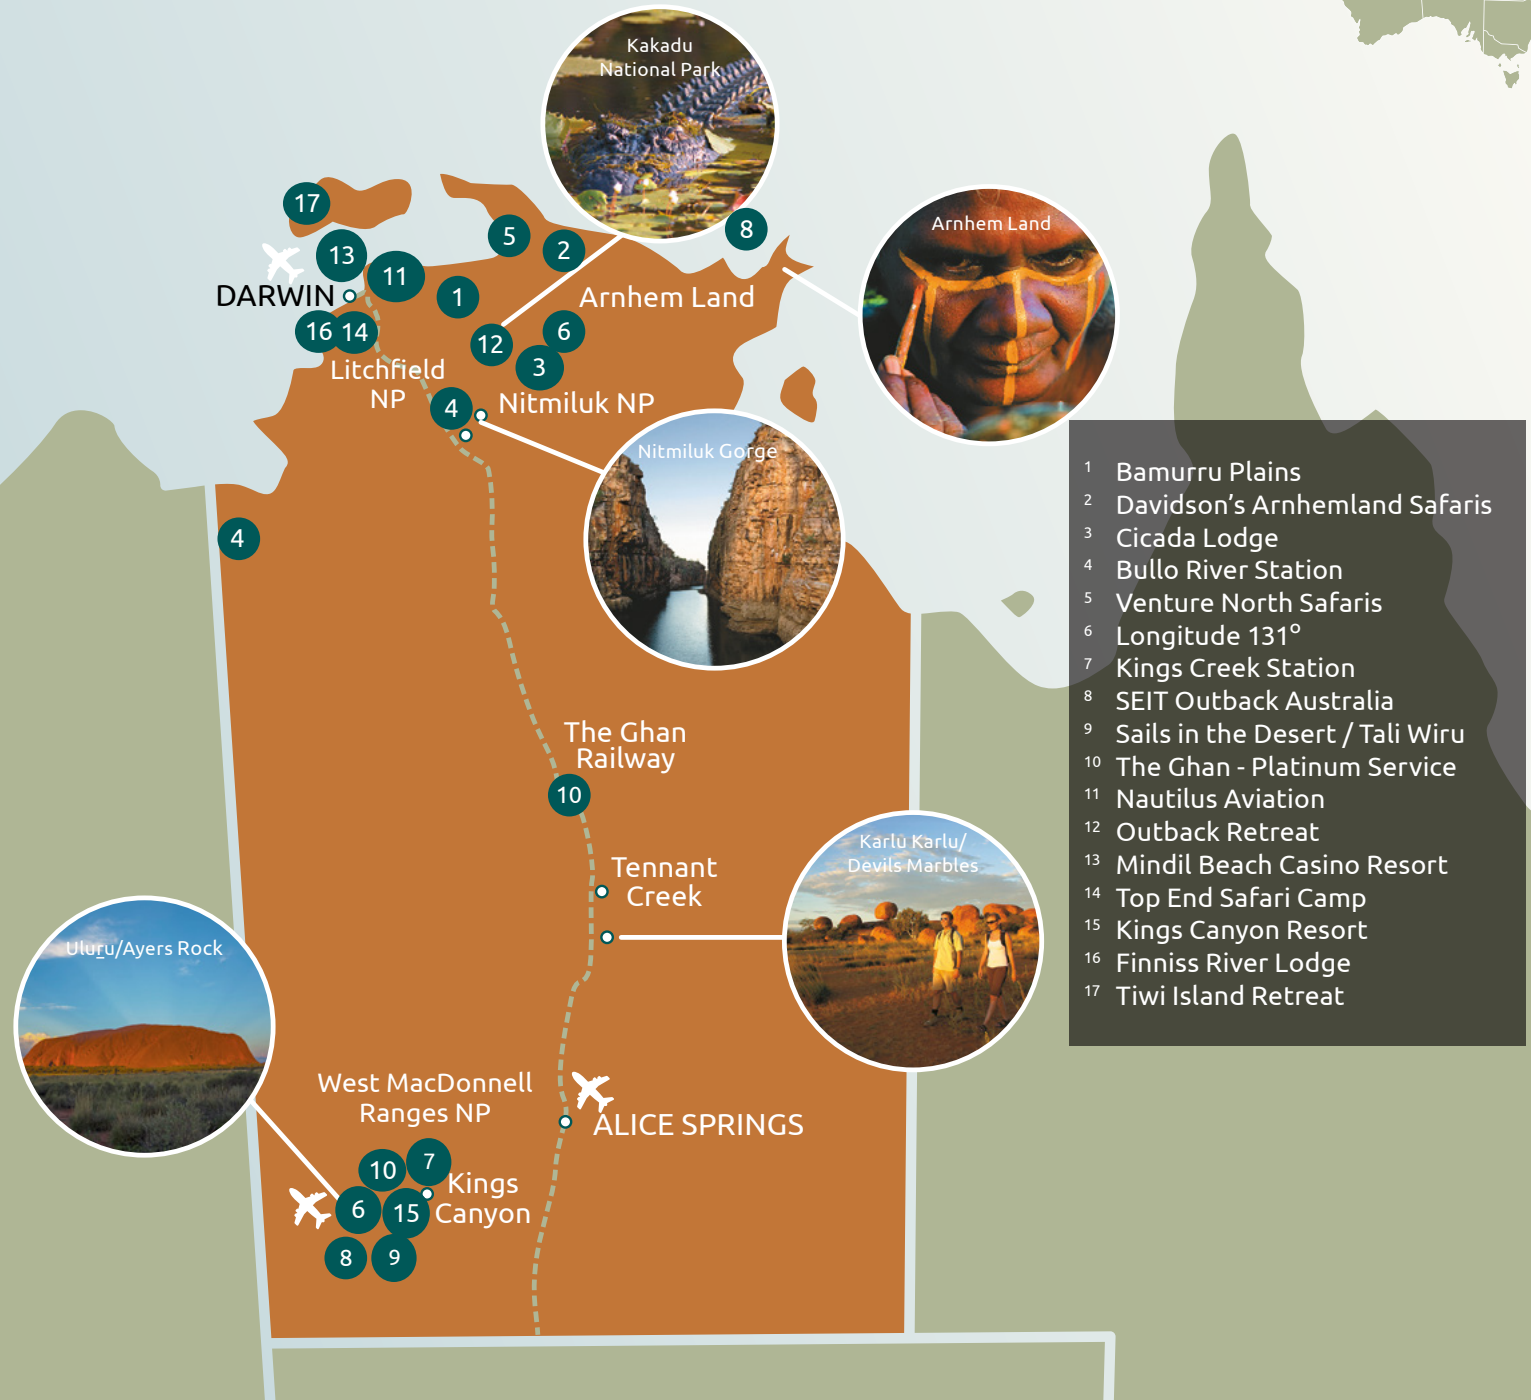 Kakadu
National Park
Arnhem Land
17
13
11
5
2
8
DARWIN
1
Arnhem Land
16
14
12
6
3
Litchfield
NP
4
Nitmiluk NP
Nitmiluk Gorge
4
1 Bamurru Plains
2 Davidson’s Arnhemland Safaris
3 Cicada Lodge
4 Bullo River Station
5 Venture North Safaris
6 Longitude 131º
7 Kings Creek Station
8 SEIT Outback Australia
9 Sails in the Desert / Tali Wiru
10 The Ghan - Platinum Service
11 Nautilus Aviation
12 Outback Retreat
13 Mindil Beach Casino Resort
14 Top End Safari Camp
15 Kings Canyon Resort
16 Finniss River Lodge
17 Tiwi Island Retreat
The Ghan
Railway
10
Tennant
Creek
Karlu Karlu/
Devils Marbles
Uluṟu/Ayers Rock
West MacDonnell
Ranges NP
ALICE SPRINGS
10
7
Kings
Canyon
6
15
8
9